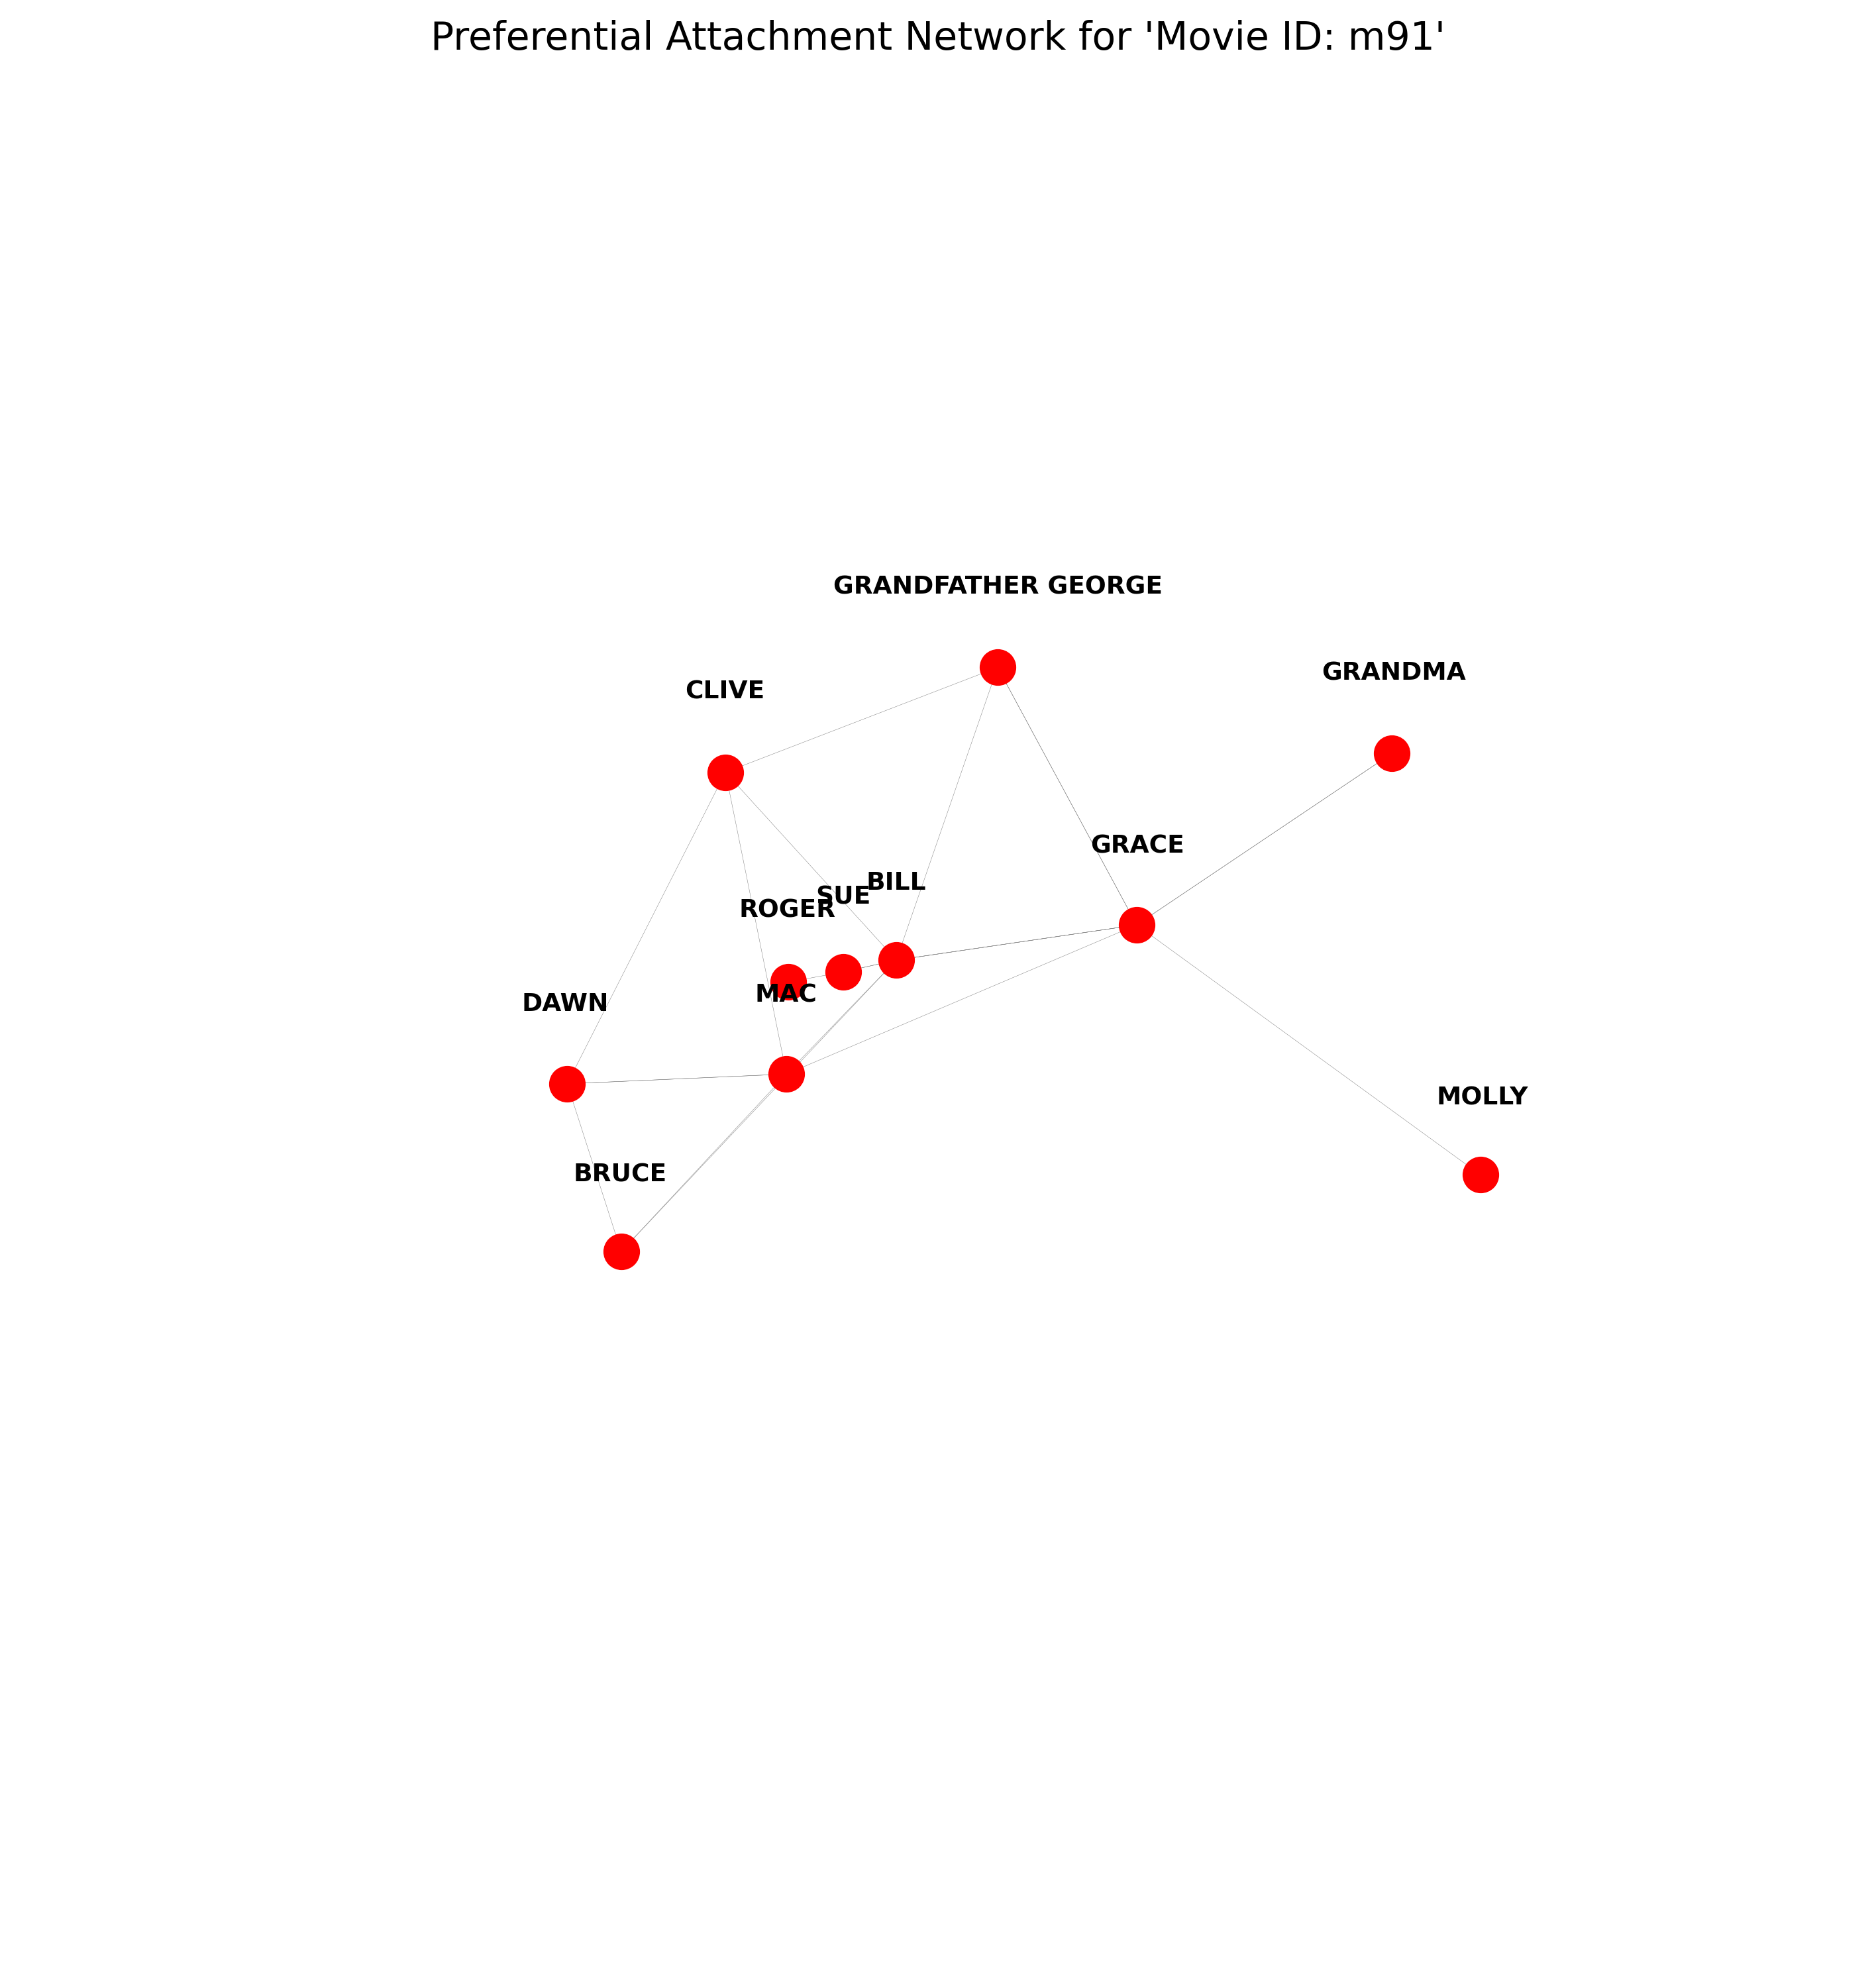 Preferential Attachment Network for 'Movie ID: m91'
GRANDFATHER GEORGE
GRANDMA
CLIVE
GRACE
BILL
SUE
ROGER
MAC
DAWN
MOLLY
BRUCE